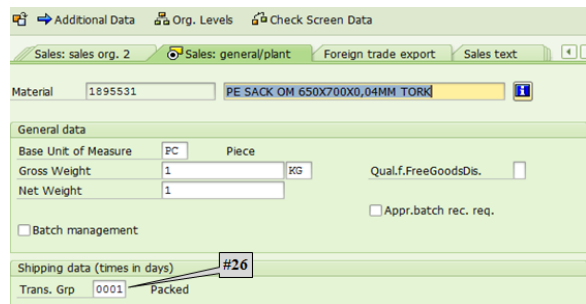 Additional Data Org. Levels Check Screen Data
Sales: sales org. 2 Sales: general/plant Foreign trade export Sales text
Material 1895531 PE SACK OM 650X700X0,04MM TORK
General data
Base Unit of Measure PC Piece
Gross Weight 1 KG Qual.f.FreeGoodsDis.
Net Weight 1
Appr.batch rec. req.
Batch management
Shipping data (times in days) #26
Trans. Grp 0001 Packed